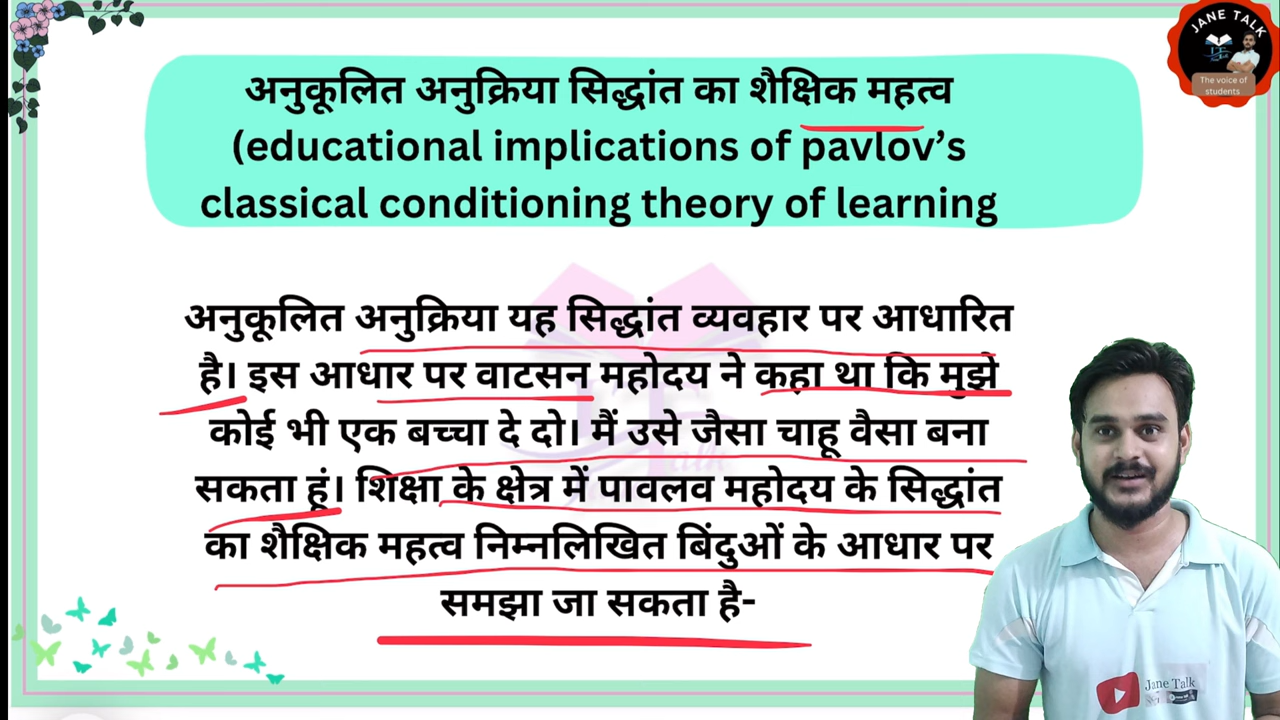 JANE TALK
The voice of
students
अनुकूलित अनुक्रिया सिद्धांत का शैक्षिक महत्व
(educational implications of pavlov's
classical conditioning theory of learning
अनुकूलित अनुक्रिया यह सिद्धांत व्यवहार पर आधारित
है। इस आधार पर वाटसन महोदय ने कहा था कि मुझे
कोई भी एक बच्चा दे दो। मैं उसे जैसा चाहू वैसा बना
सकता हूं। शिक्षा के क्षेत्र में पावलव महोदय के सिद्धांत
का शैक्षिक महत्व निम्नलिखित बिंदुओं के आधार पर
समझा जा सकता है-
Jane Talk